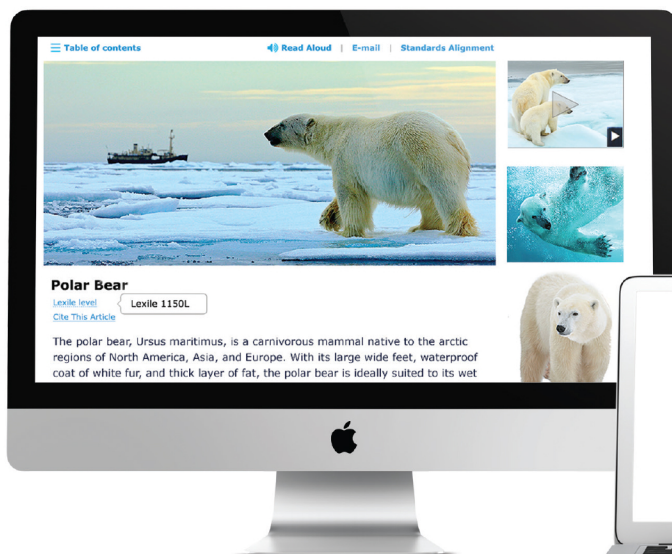 Table of contents
Read Aloud | E-mail | Standards Alignment
Polar Bear
Lexile level
Lexile 1150L
Cite This Article
The polar bear, Ursus maritimus, is a carnivorous mammal native to the arctic
regions of North America, Asia, and Europe. With its large wide feet, waterproof
coat of white fur, and thick layer of fat, the polar bear is ideally suited to its wet